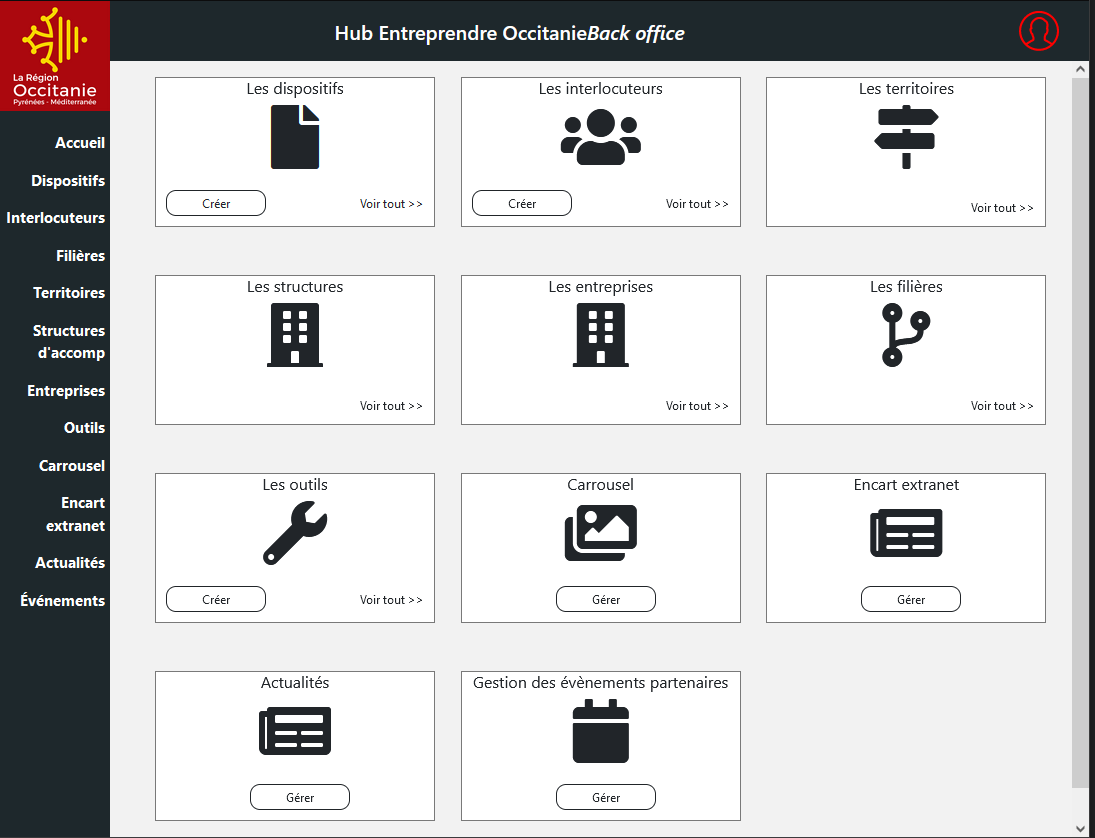 La Région
Occitanie
Pyrénées - Méditerranée
Hub Entreprendre OccitanieBack office
Accueil
Dispositifs
Interlocuteurs
Filières
Territoires
Structures
d'accomp
Entreprises
Outils
Carrousel
Encart
extranet
Actualités
Événements
Les dispositifs
Créer
Voir tout >>
Les interlocuteurs
Créer
Voir tout >>
Les territoires
Voir tout >>
Les structures
Voir tout >>
Les entreprises
Voir tout >>
Les filières
Voir tout >>
Les outils
Créer
Voir tout >>
Carrousel
Gérer
Encart extranet
Gérer
Actualités
Gérer
Gestion des évènements partenaires
Gérer